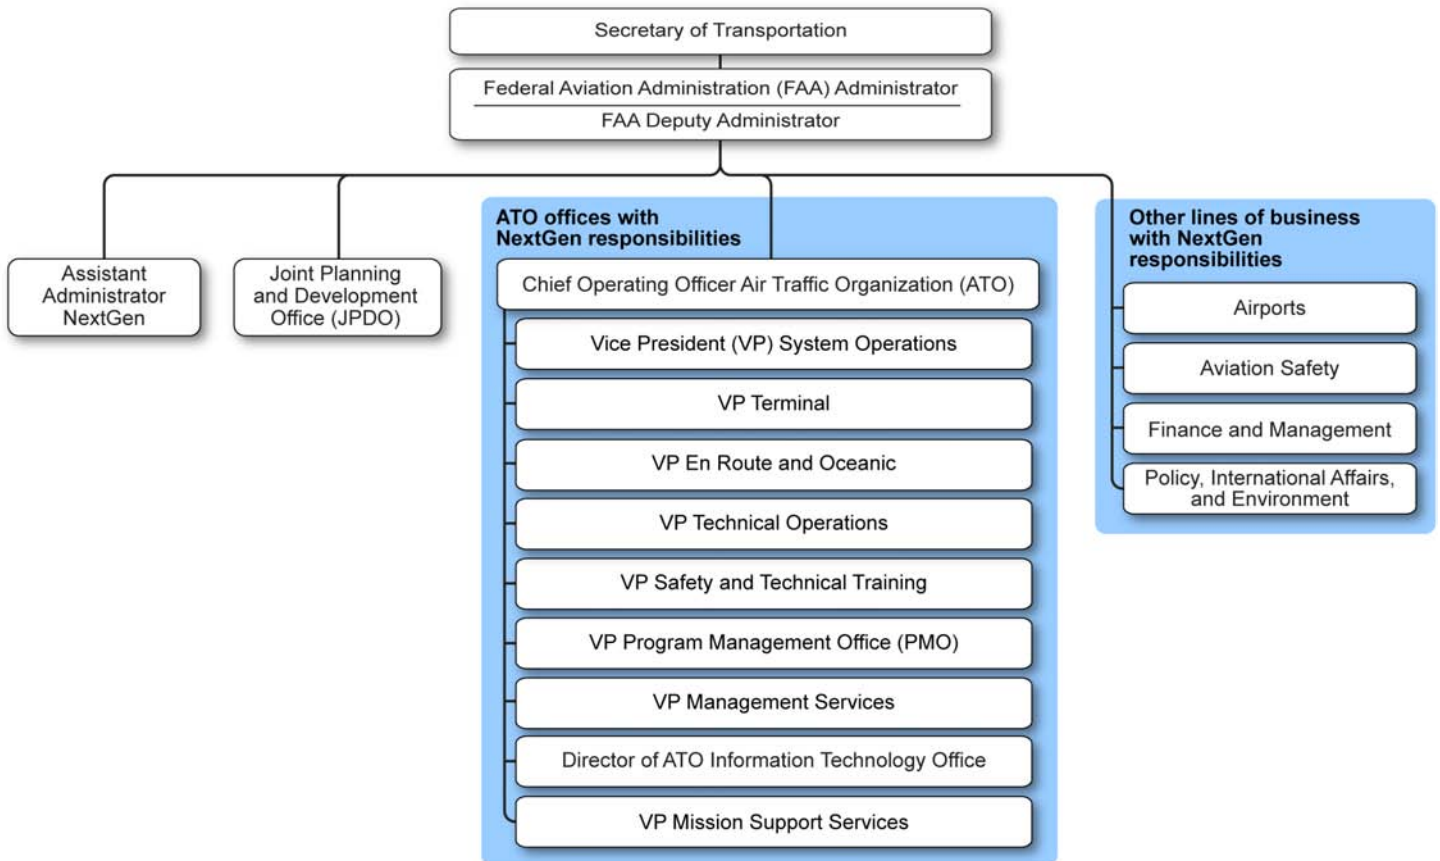 Secretary of Transportation
Federal Aviation Administration (FAA) Administrator
FAA Deputy Administrator
Assistant
Administrator
NextGen
Joint Planning
and Development
Office (JPDO)
ATO offices with
NextGen responsibilities
Chief Operating Officer Air Traffic Organization (ATO)
Vice President (VP) System Operations
VP Terminal
VP En Route and Oceanic
VP Technical Operations
VP Safety and Technical Training
VP Program Management Office (PMO)
VP Management Services
Director of ATO Information Technology Office
VP Mission Support Services
Other lines of business
with NextGen
responsibilities
Airports
Aviation Safety
Finance and Management
Policy, International Affairs,
and Environment